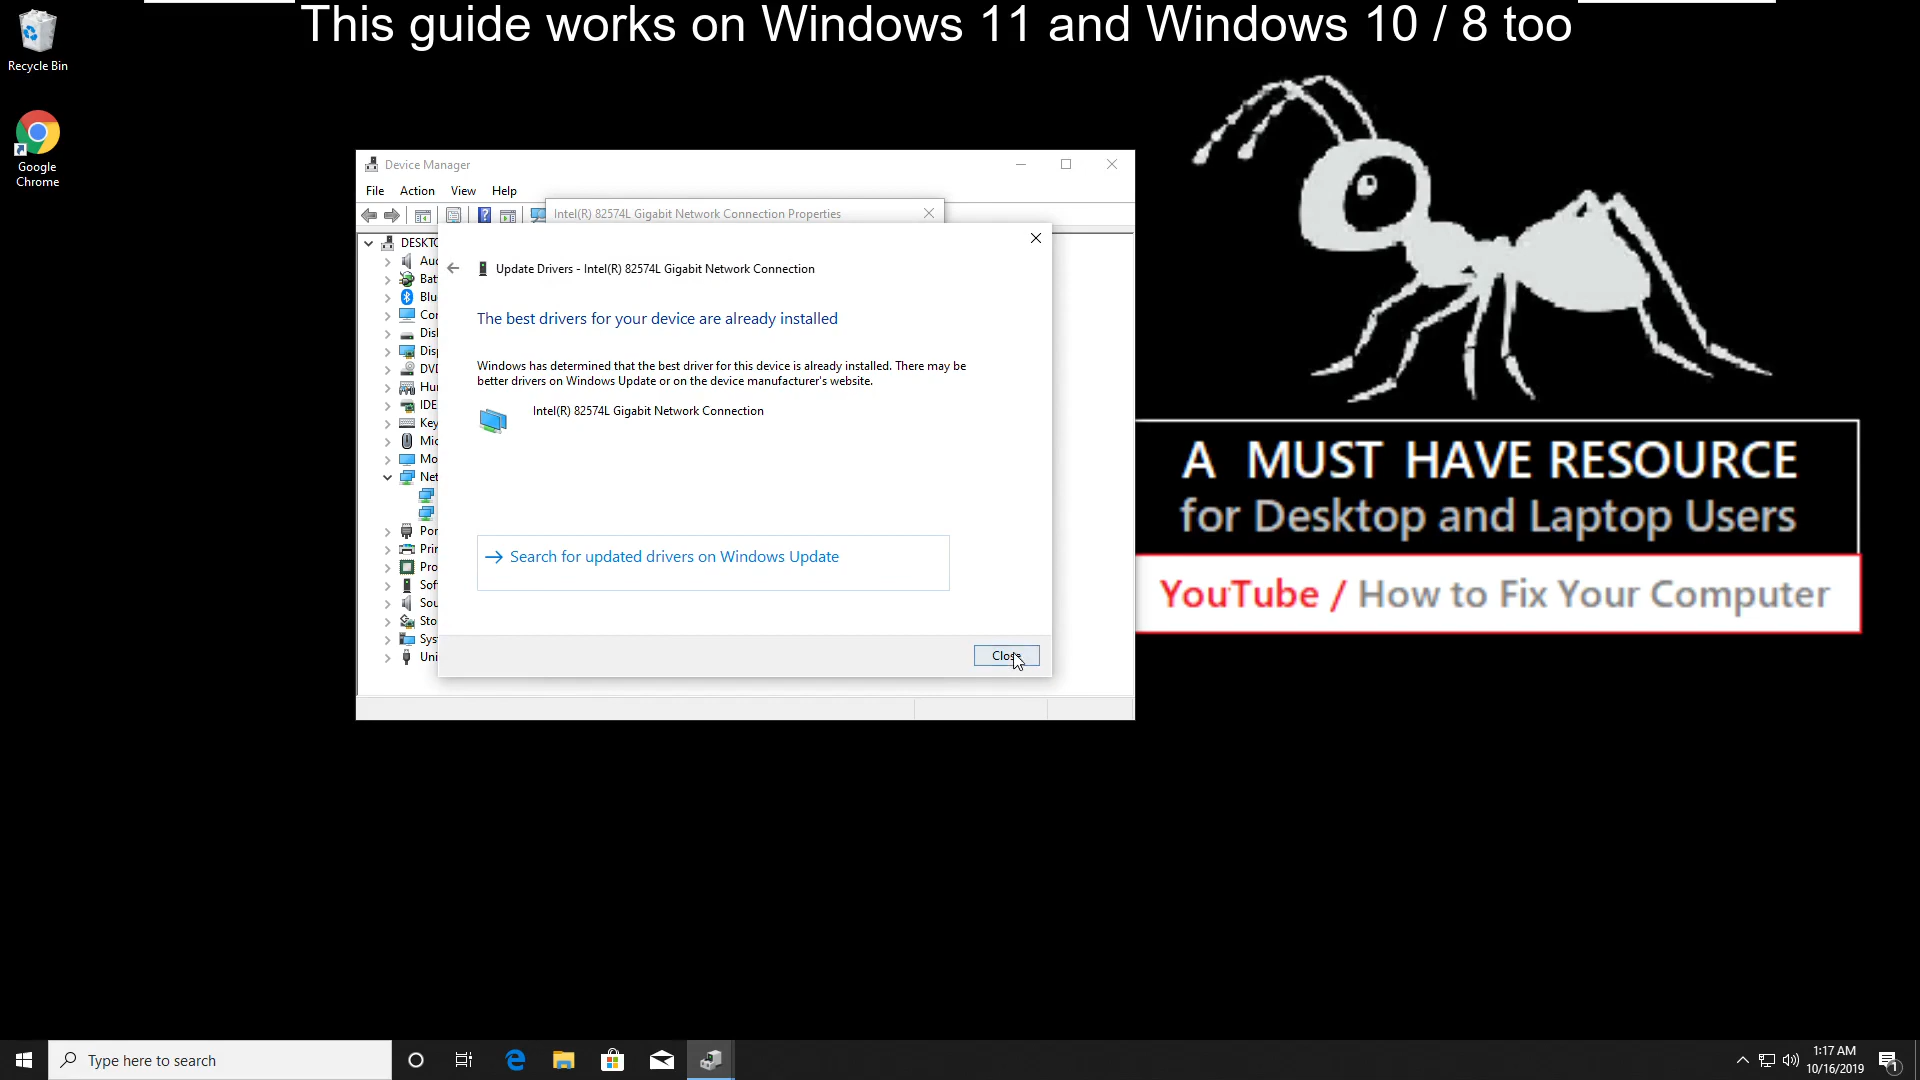 This guide works on Windows 11 and Windows 10 / 8 too
Recycle Bin
Google
Chrome
Device Manager
File Action View Help
Intel(R) 82574L Gigabit Network Connection Properties
Update Drivers - Intel(R) 82574L Gigabit Network Connection
The best drivers for your device are already installed
Windows has determined that the best driver for this device is already installed. There may be
better drivers on Windows Update or on the device manufacturer's website.
Intel(R) 82574L Gigabit Network Connection
Search for updated drivers on Windows Update
Close
A MUST HAVE RESOURCE
for Desktop and Laptop Users
YouTube / How to Fix Your Computer
Type here to search
1:17 AM
10/16/2019
1